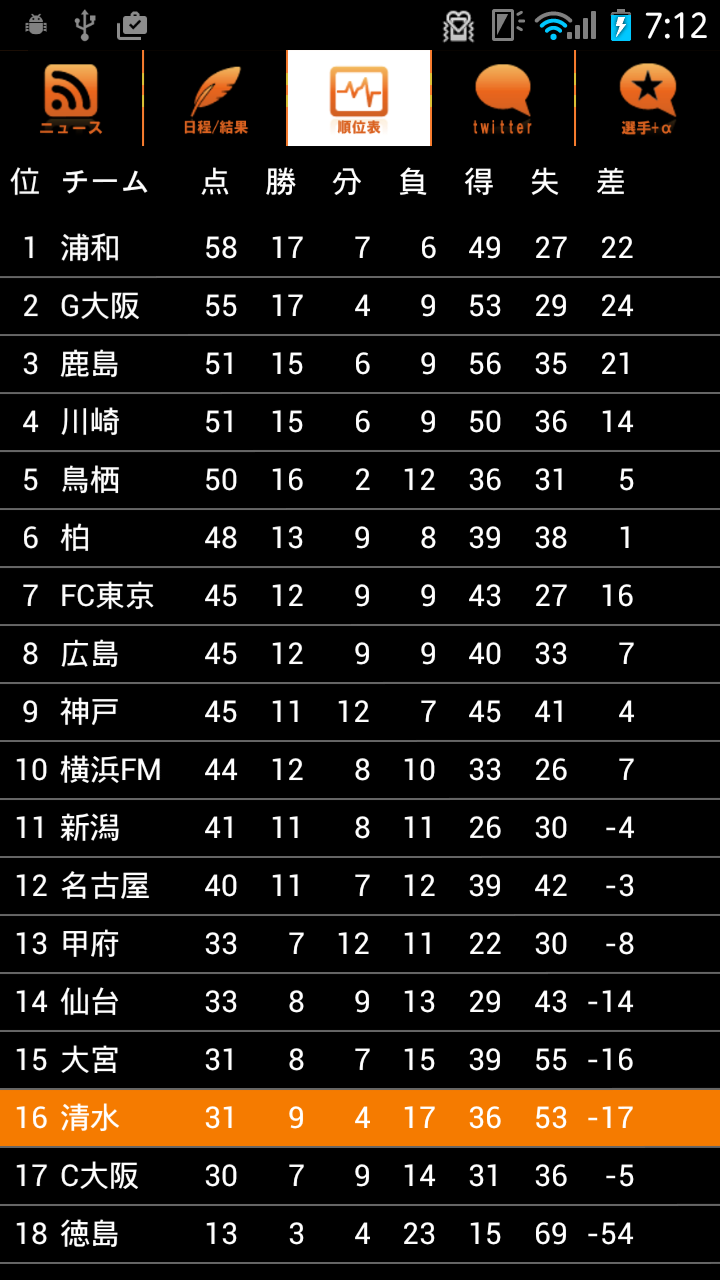 7:12
ニュース 日程/結果 順位表 twitter 選手+α
位 チーム 点 勝 分 負 得 失 差
1 浦和 58 17 7 6 49 27 22
2 G大阪 55 17 4 9 53 29 24
3 鹿島 51 15 6 9 56 35 21
4 川崎 51 15 6 9 50 36 14
5 鳥栖 50 16 2 12 36 31 5
6 柏 48 13 9 8 39 38 1
7 FC東京 45 12 9 9 43 27 16
8 広島 45 12 9 9 40 33 7
9 神戸 45 11 12 7 45 41 4
10 横浜FM 44 12 8 10 33 26 7
11 新潟 41 11 8 11 26 30 -4
12 名古屋 40 11 7 12 39 42 -3
13 甲府 33 7 12 11 22 30 -8
14 仙台 33 8 9 13 29 43 -14
15 大宮 31 8 7 15 39 55 -16
16 清水 31 9 4 17 36 53 -17
17 C大阪 30 7 9 14 31 36 -5
18 徳島 13 3 4 23 15 69 -54